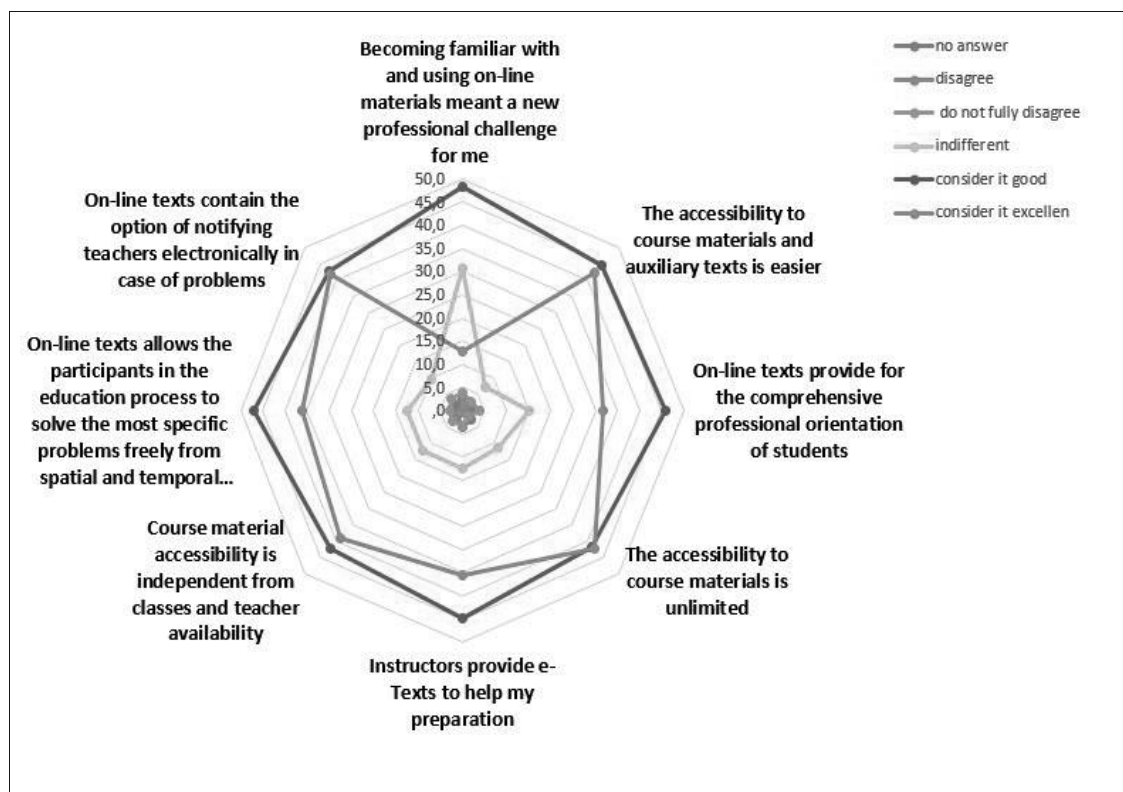 Becoming familiar with
and using on-line
materials meant a new
professional challenge
for me
no answer
disagree
do not fully disagree
indifferent
consider it good
consider it excellen
50,0
45,0
40,0
35,0
30,0
25,0
20,0
15,0
10,0
5,0
,0
The accessibility to
course materials and
auxiliary texts is easier
On-line texts provide for
the comprehensive
professional orientation
of students
The accessibility to
course materials is
unlimited
Instructors provide e-
Texts to help my
preparation
Course material
accessibility is
independent from
classes and teacher
availability
On-line texts allows the
participants in the
education process to
solve the most specific
problems freely from
spatial and temporal...
On-line texts contain the
option of notifying
teachers electronically in
case of problems